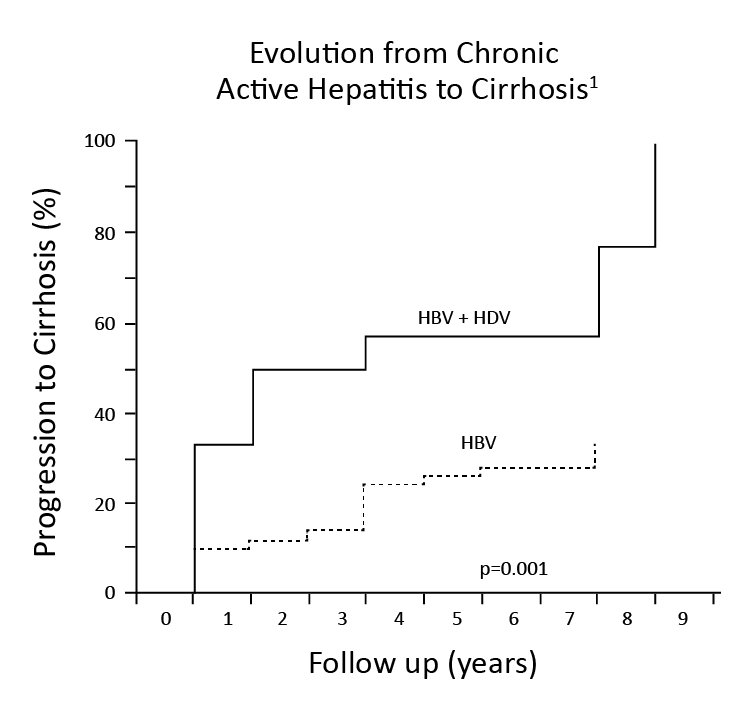 Evolution from Chronic
Active Hepatitis to Cirrhosis¹
Progression to Cirrhosis (%)
100
80
60
40
20
0
HBV + HDV
HBV
p=0.001
0 1 2 3 4 5 6 7 8 9
Follow up (years)